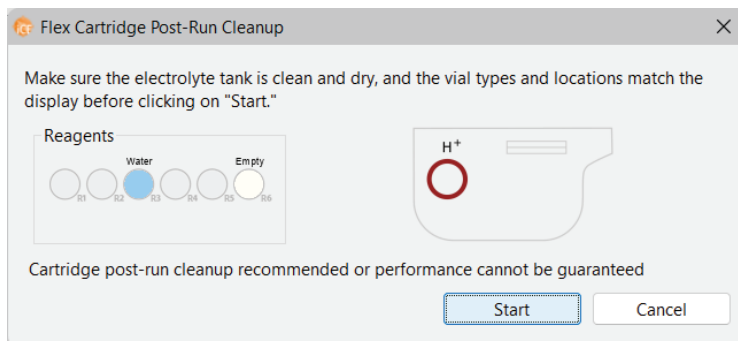 iCE Flex Cartridge Post-Run Cleanup
Make sure the electrolyte tank is clean and dry, and the vial types and locations match the
display before clicking on "Start."
Reagents
Water Empty
R1 R2 R3 R4 R5 R6
H+
Cartridge post-run cleanup recommended or performance cannot be guaranteed
Start Cancel